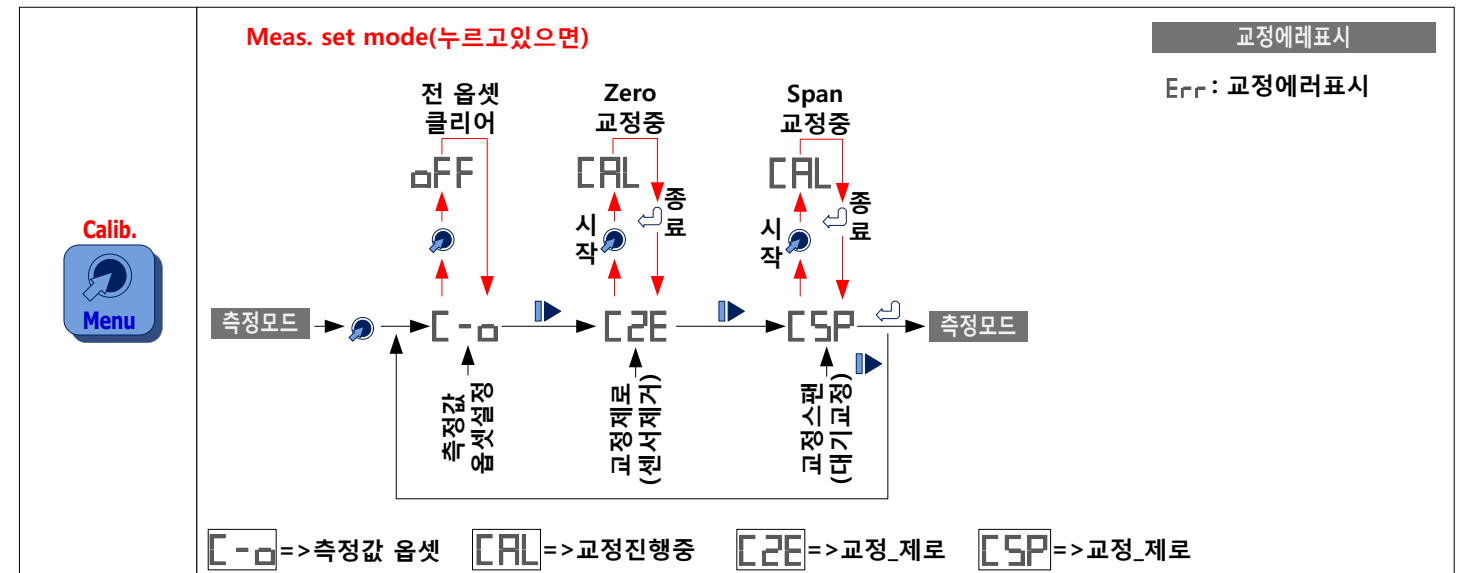 Meas. set mode(누르고있으면)
교정에레표시
Err : 교정에러표시
전 옵셋
클리어
Zero
교정중
Span
교정중
oFF
CAL
CAL
시작
종료
시작
종료
Calib.
Menu
측정모드
C-o
C2E
CSP
측정모드
측정값
옵셋설정
교정제로
(센서제거)
교정스팬
(대기교정)
C-o =>측정값 옵셋
CAL =>교정진행중
C2E =>교정_제로
CSP =>교정_제로